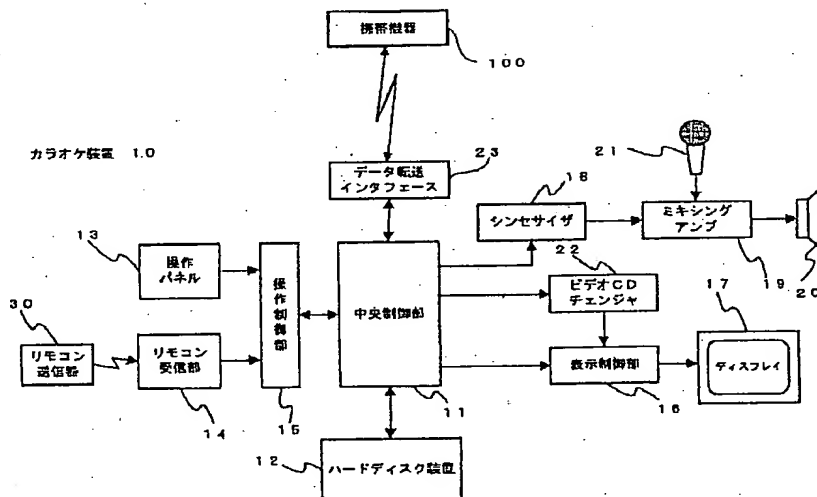 携帯機器
100
カラオケ装置 10
23
データ転送
インタフェース
18
21
シンセサイザ
ミキシング
アンプ
19
20
13
操作
パネル
操作制御部
中央制御部
22
ビデオCD
チェンジャ
17
30
リモコン
送信器
リモコン
受信部
14
15
11
表示制御部
16
ディスプレイ
12
ハードディスク装置